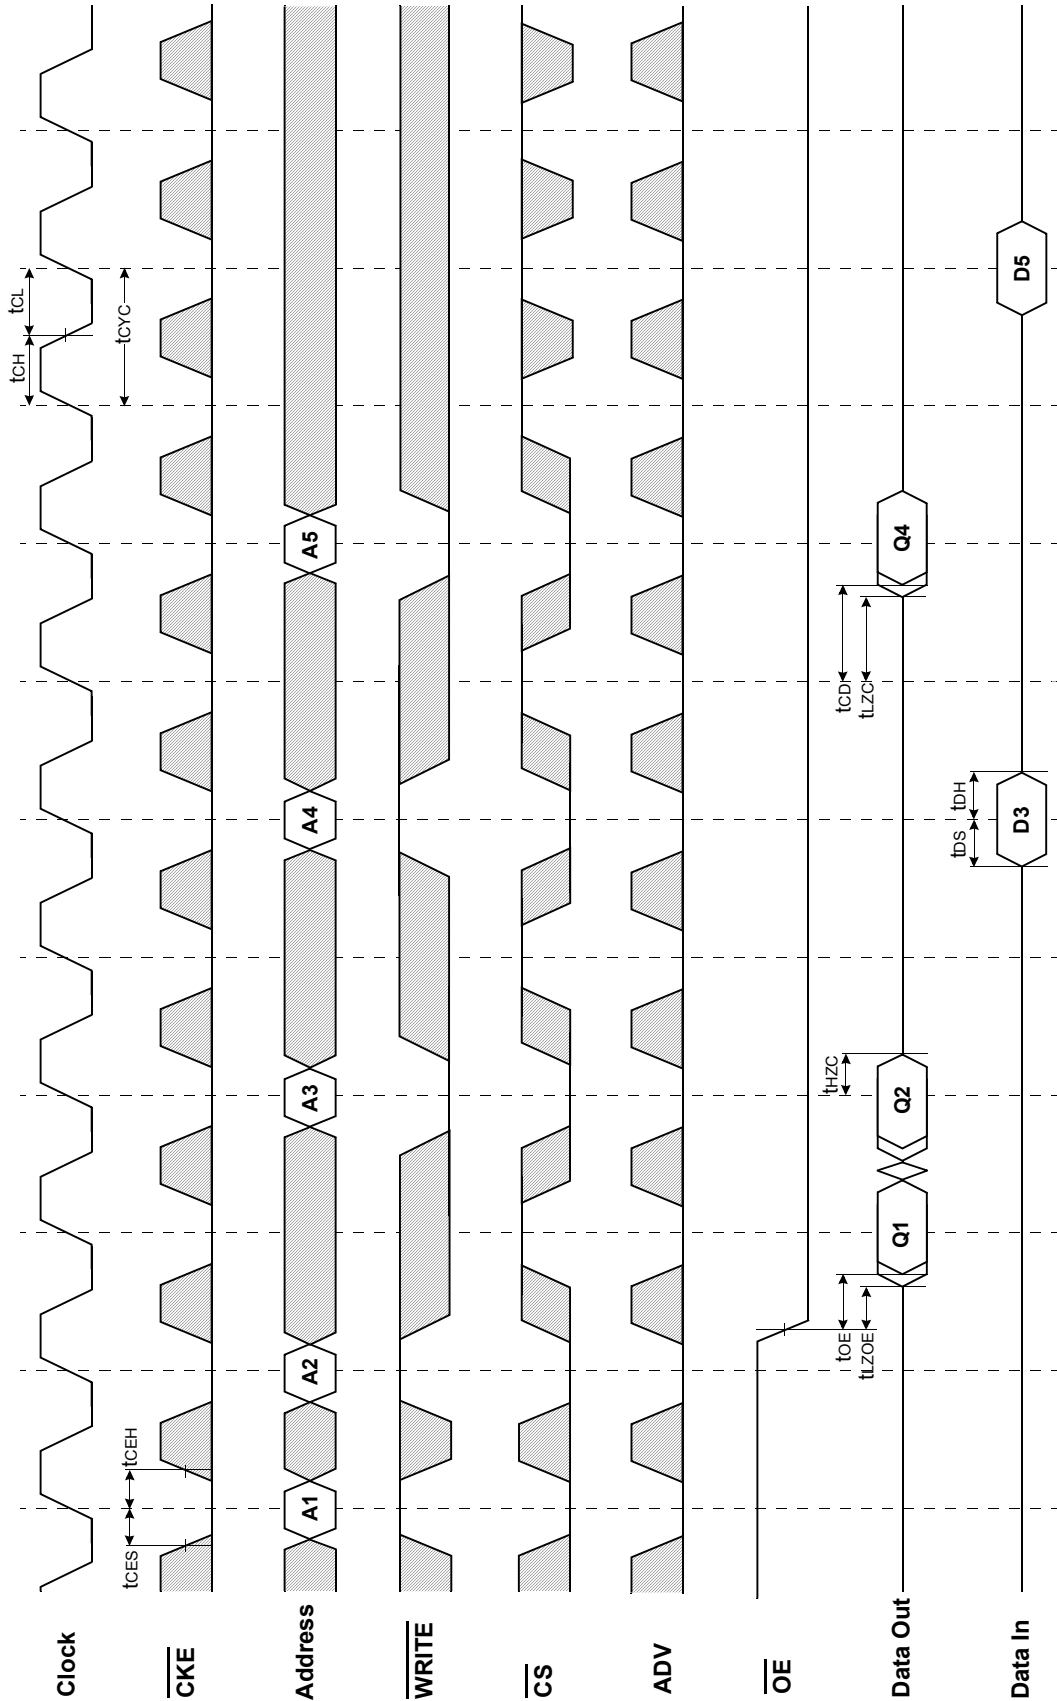 Clock
tCH tCL
tCYC
CKE
tCES tCEH
Address
A1 A2 A3 A4 A5
WRITE
CS
ADV
OE
tOE
tLZOE
tHZC
tCD
tLZC
Data Out
Q1 Q2 Q4
tDS tDH
Data In
D3 D5